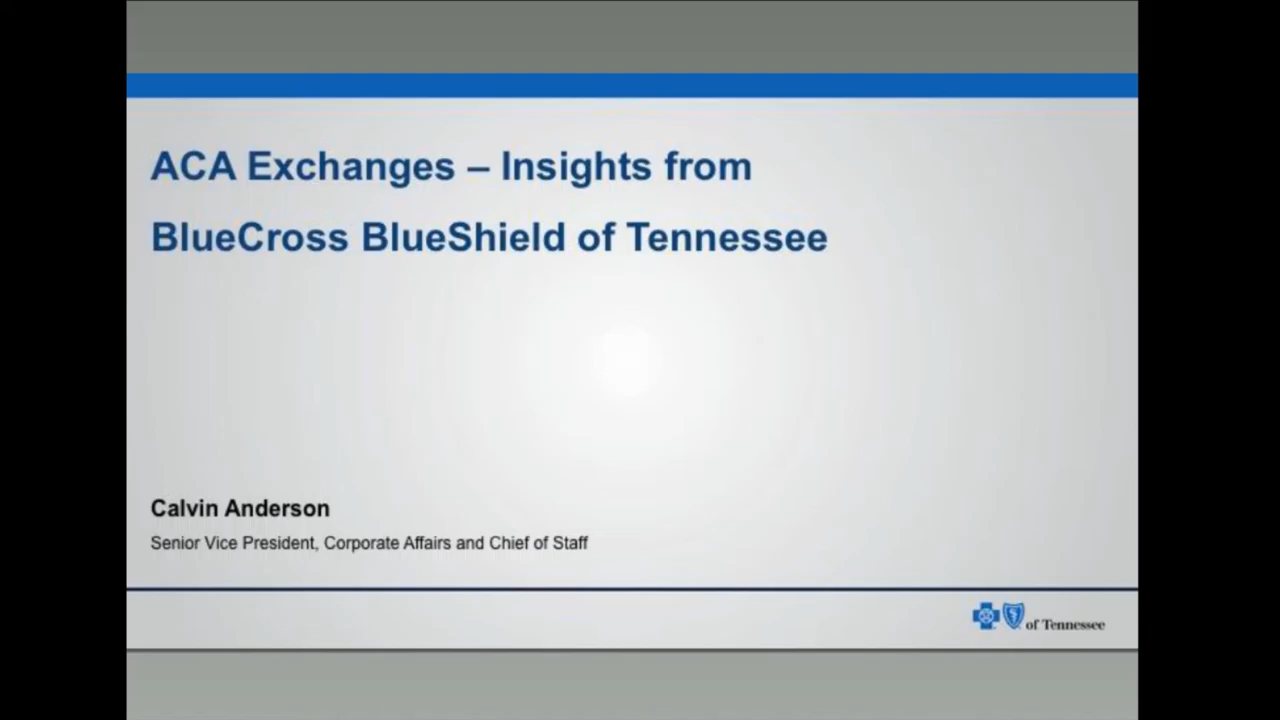 ACA Exchanges – Insights from
BlueCross BlueShield of Tennessee
Calvin Anderson
Senior Vice President, Corporate Affairs and Chief of Staff
of Tennessee